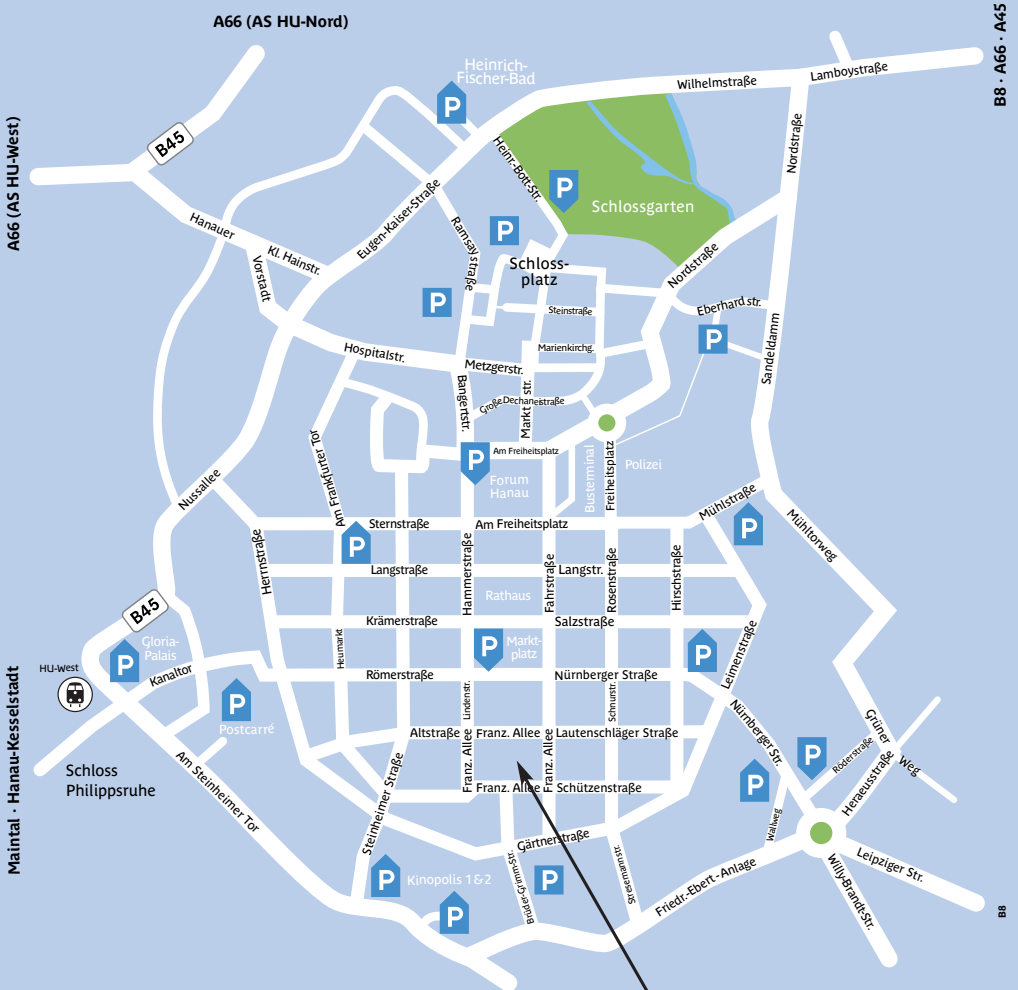 A66 (AS HU-Nord)
B8 · A66 · A45
A66 (AS HU-West)
Heinrich-
Fischer-Bad
P
Wilhelmstraße
Lamboystraße
B45
Nordstraße
Heinr.-Bott-Str.
P
Schlossgarten
Eugen-Kaiser-Straße
Hanauer
Kl. Hainstr.
Vorstadt
Ramsaystraße
P
Schloss-
platz
Nordstraße
P
Steinstraße
Eberhardstr.
P
Sandeldamm
Marienkirchg.
Hospitalstr.
Metzgerstr.
Bangertstr.
Große Dechaneistraße
Marktstr.
Am Freiheitsplatz
Am Frankfurter Tor
P
Forum
Hanau
Busterminal
Freiheitsplatz
Polizei
Nussallee
Mühlstraße
P
Mühltorweg
Sternstraße
Am Freiheitsplatz
P
Herrnstraße
Langstraße
Langstr.
Hammerstraße
Fahrstraße
Rosenstraße
Hirschstraße
Rathaus
B45
Krämerstraße
Salzstraße
Heumarkt
P
Markt-
platz
P
Leimenstraße
Gloria-
Palais
P
HU-West
Kanaltor
Römerstraße
Nürnberger Straße
P
Postcarré
Lindenstr.
Schnurstr.
Nürnberger Str.
Altstraße
Franz. Allee
Lautenschläger Straße
Franz. Allee
Franz. Allee
Franz. Allee
Schützenstraße
Schloss
Philippsruhe
Maintal · Hanau-Kesselstadt
Am Steinheimer Tor
Steinheimer Straße
Grüner
Weg
P
Röderstraße
Heraeusstraße
P
Wallweg
Gärtnerstraße
Brüder-Grimm-Str.
P
Stresemannstr.
Friedr.-Ebert-Anlage
Leipziger Str.
Willy-Brandt-Str.
P
Kinopolis 1&2
P
B8